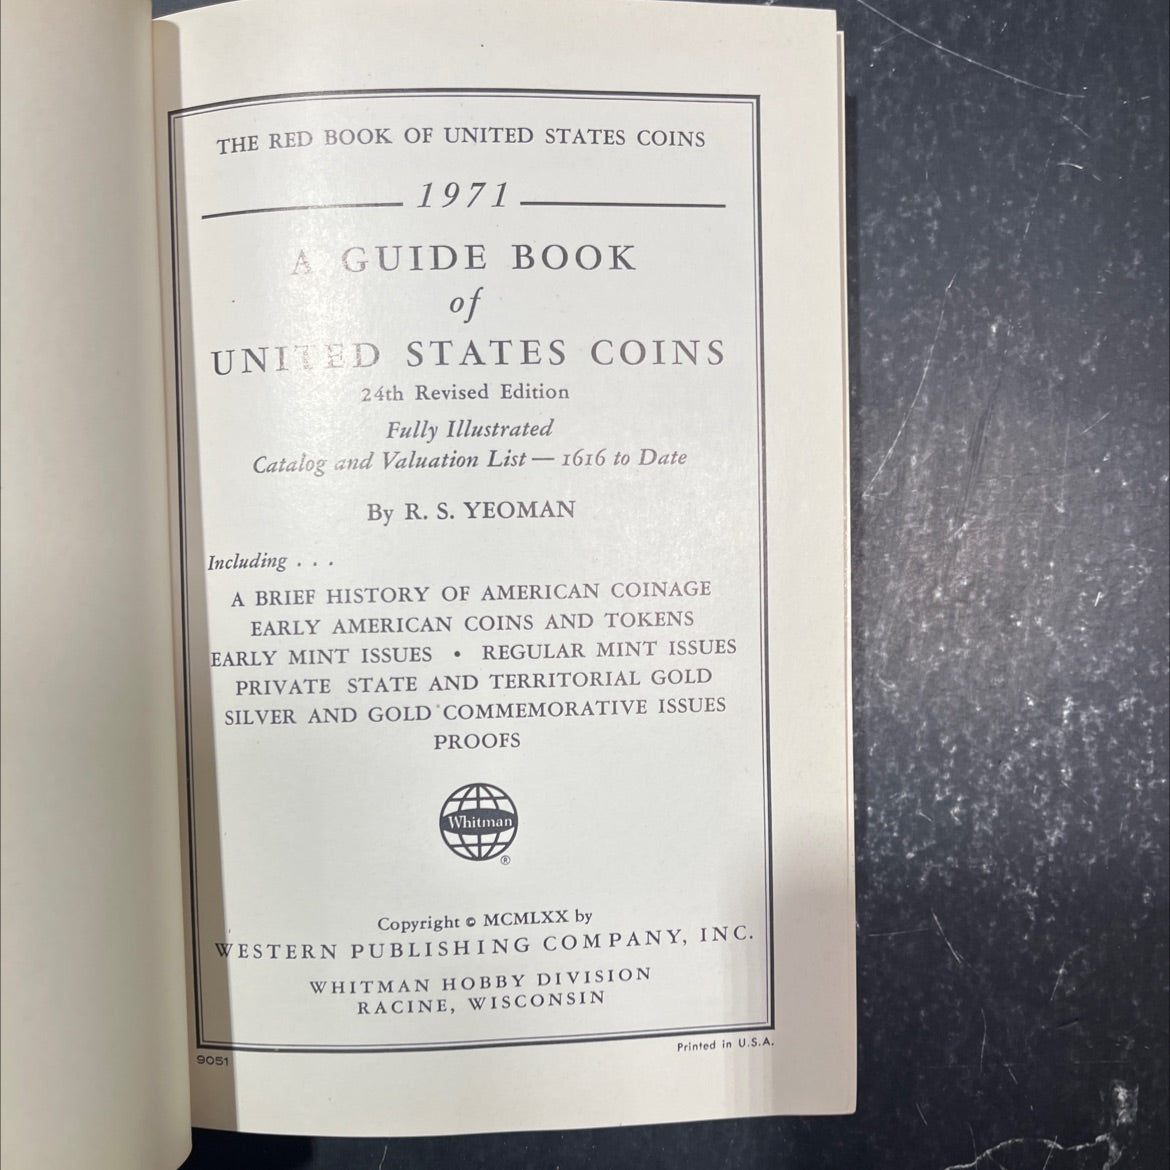 THE RED BOOK OF UNITED STATES COINS
1971
A GUIDE BOOK
of
UNITED STATES COINS
24th Revised Edition
Fully Illustrated
Catalog and Valuation List — 1616 to Date
By R. S. YEOMAN
Including . . .
A BRIEF HISTORY OF AMERICAN COINAGE
EARLY AMERICAN COINS AND TOKENS
EARLY MINT ISSUES • REGULAR MINT ISSUES
PRIVATE STATE AND TERRITORIAL GOLD
SILVER AND GOLD COMMEMORATIVE ISSUES
PROOFS
Whitman
®
Copyright © MCMLXX by
WESTERN PUBLISHING COMPANY, INC.
WHITMAN HOBBY DIVISION
RACINE, WISCONSIN
9051
Printed in U.S.A.